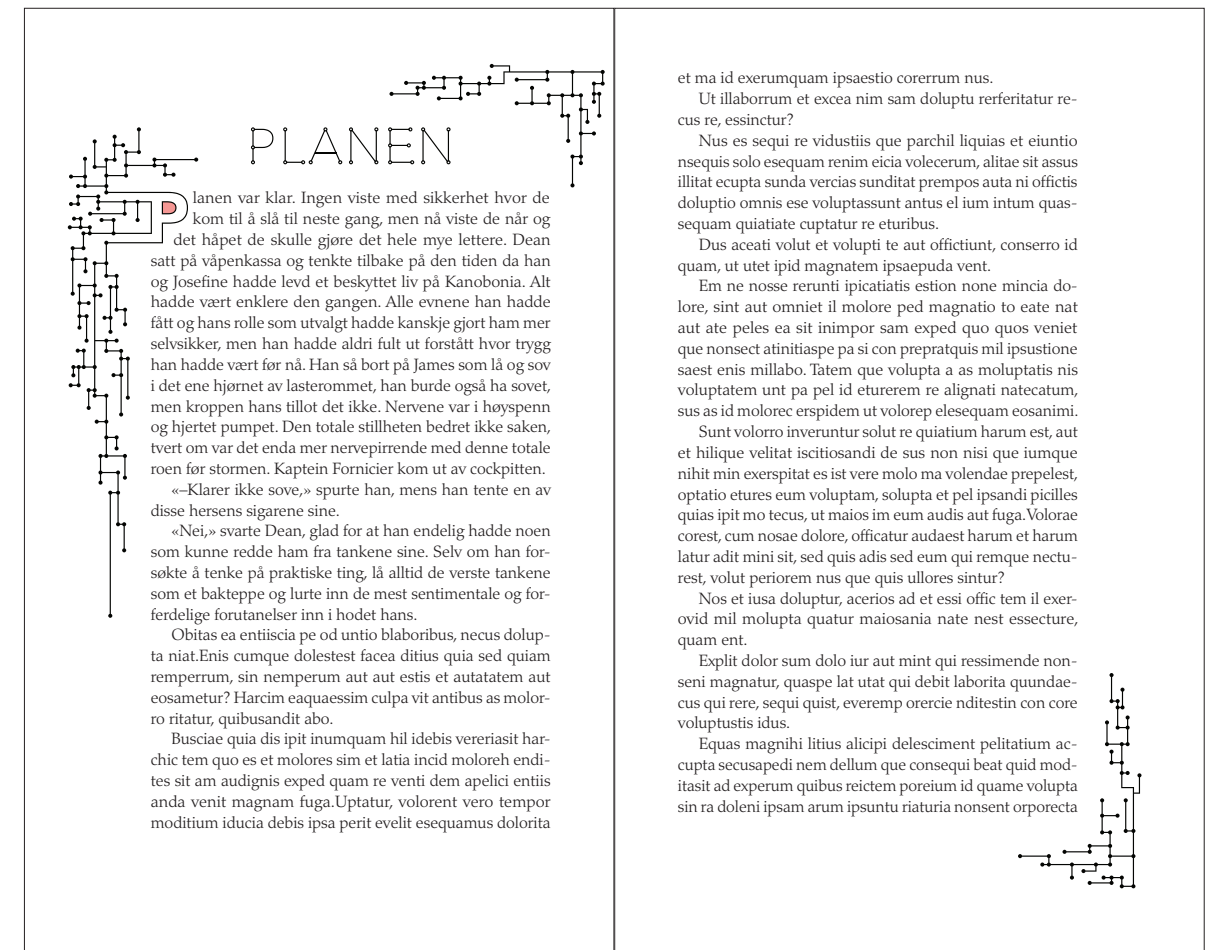 PLANEN
Planen var klar. Ingen viste med sikkerhet hvor de
kom til å slå til neste gang, men nå viste de når og
det håpet de skulle gjøre det hele mye lettere. Dean
satt på våpenkassa og tenkte tilbake på den tiden da han
og Josefine hadde levd et beskyttet liv på Kanobonia. Alt
hadde vært enklere den gangen. Alle evnene han hadde
fått og hans rolle som utvalgt hadde kanskje gjort ham mer
selvsikker, men han hadde aldri fult ut forstått hvor trygg
han hadde vært før nå. Han så bort på James som lå og sov
i det ene hjørnet av lasterommet, han burde også ha sovet,
men kroppen hans tillot det ikke. Nervene var i høyspenn
og hjertet pumpet. Den totale stillheten bedret ikke saken,
tvert om var det enda mer nervepirrende med denne totale
roen før stormen. Kaptein Fornicier kom ut av cockpitten.
«–Klarer ikke sove,» spurte han, mens han tente en av
disse hersens sigarene sine.
«Nei,» svarte Dean, glad for at han endelig hadde noen
som kunne redde ham fra tankene sine. Selv om han for-
søkte å tenke på praktiske ting, lå alltid de verste tankene
som et bakteppe og lurte inn de mest sentimentale og for-
ferdelige forutanelser inn i hodet hans.
Obitas ea entiiscia pe od untio blaboribus, necus dolup-
ta niat.Enis cumque dolestest facea ditius quia sed quiam
remperrum, sin nemperum aut aut estis et autatatem aut
eosametur? Harcim eaquaessim culpa vit antibus as molor-
ro ritatur, quibusandit abo.
Busciae quia dis ipit inumquam hil idebis vereriasit har-
chic tem quo es et molores sim et latia incid moloreh endi-
tes sit am audignis exped quam re venti dem apelici entiis
anda venit magnam fuga.Uptatur, volorent vero tempor
moditium iducia debis ipsa perit evelit esequamus dolorita
et ma id exerumquam ipsaestio corerrum nus.
Ut illaborrum et excea nim sam doluptu rerferitatur re-
cus re, essinctur?
Nus es sequi re vidustiis que parchil liquias et eiuntio
nsequis solo esequam renim eicia volecerum, alitae sit assus
illitat ecupta sunda vercias sunditat prempos auta ni offictis
doluptio omnis ese voluptassunt antus el ium intum quas-
sequam quiatiate cuptatur re eturibus.
Dus aceati volut et volupti te aut offictiunt, conserro id
quam, ut utet ipid magnatem ipsaepuda vent.
Em ne nosse rerunti ipicatiatis estion none mincia do-
lore, sint aut omniet il molore ped magnatio to eate nat
aut ate peles ea sit inimpor sam exped quo quos veniet
que nonsect atinitiaspe pa si con prepratquis mil ipsustione
saest enis millabo. Tatem que volupta a as moluptatis nis
voluptatem unt pa pel id eturerem re alignati natecatum,
sus as id molorec erspidem ut volorep elesequam eosanimi.
Sunt volorro inveruntur solut re quiatium harum est, aut
et hilique velitat iscitiosandi de sus non nisi que iumque
nihit min exerspitat es ist vere molo ma volendae prepelest,
optatio etures eum voluptam, solupta et pel ipsandi picilles
quias ipit mo tecus, ut maios im eum audis aut fuga.Volorae
corest, cum nosae dolore, officatur audaest harum et harum
latur adit mini sit, sed quis adis sed eum qui remque nectu-
rest, volut periorem nus que quis ullores sintur?
Nos et iusa doluptur, acerios ad et essi offic tem il exer-
ovid mil molupta quatur maiosania nate nest essecture,
quam ent.
Explit dolor sum dolo iur aut mint qui ressimende non-
seni magnatur, quaspe lat utat qui debit laborita quundae-
cus qui rere, sequi quist, everemp orercie nditestin con core
voluptustis idus.
Equas magnihi litius alicipi delesciment pelitatium ac-
cupta secusapedi nem dellum que consequi beat quid mod-
itasit ad experum quibus reictem poreium id quame volupta
sin ra doleni ipsam arum ipsuntu riaturia nonsent orporecta